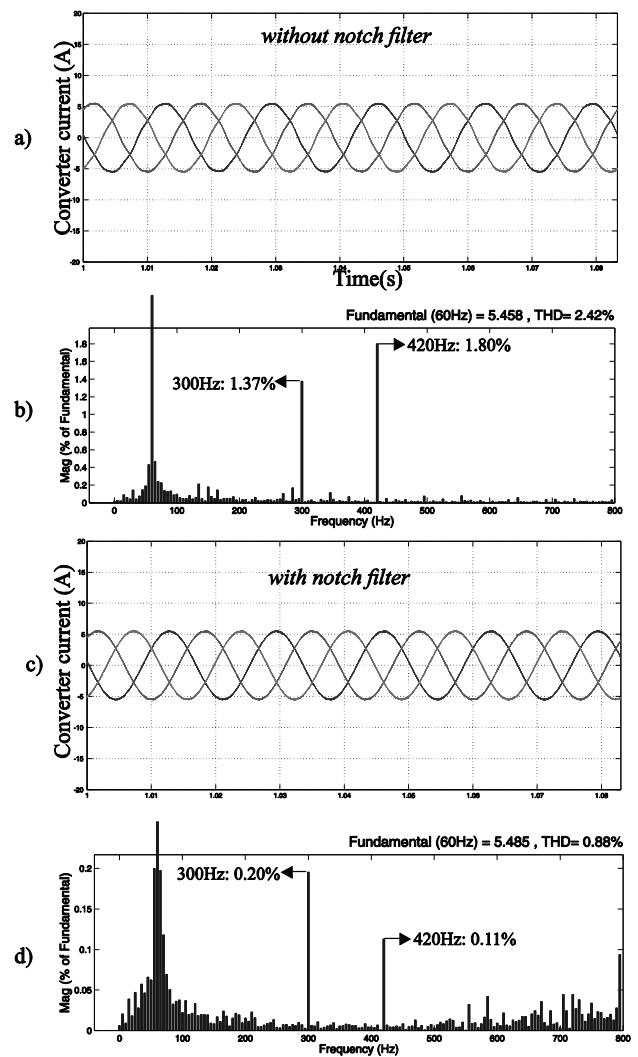 without notch filter
a)
Converter current (A)
20
15
10
5
0
-5
-10
-15
-20
1 1.01 1.02 1.03 1.04 1.05 1.06 1.07 1.08
Time(s)
Fundamental (60Hz) = 5.458 , THD= 2.42%
b)
Mag (% of Fundamental)
1.8
1.6
1.4
1.2
1
0.8
0.6
0.4
0.2
0
420Hz: 1.80%
300Hz: 1.37%
0 100 200 300 400 500 600 700 800
Frequency (Hz)
with notch filter
c)
Converter current (A)
20
15
10
5
0
-5
-10
-15
-20
1 1.01 1.02 1.03 1.04 1.05 1.06 1.07 1.08
Fundamental (60Hz) = 5.485 , THD= 0.88%
d)
Mag (% of Fundamental)
0.2
0.15
0.1
0.05
0
300Hz: 0.20%
420Hz: 0.11%
0 100 200 300 400 500 600 700 800
Frequency (Hz)